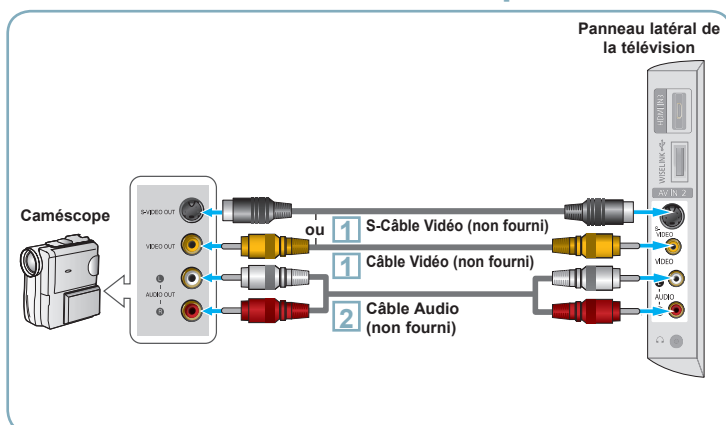 Panneau latéral de
la télévision
HDMI IN 3
WISELINK
AV IN 2
Caméscope
S-VIDEO OUT
VIDEO OUT
L
AUDIO OUT
R
ou
1 S-Câble Vidéo (non fourni)
1 Câble Vidéo (non fourni)
2 Câble Audio
(non fourni)
S-
VIDEO
VIDEO
AUDIO